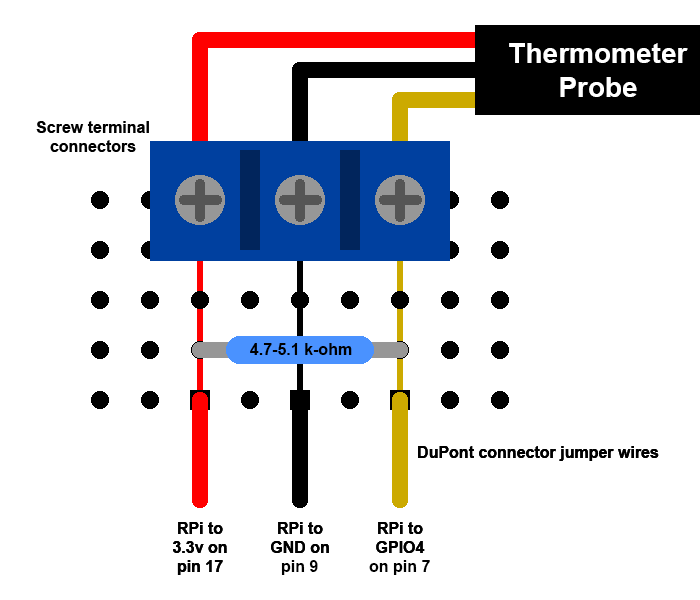 Thermometer
Probe
Screw terminal
connectors
4.7-5.1 k-ohm
DuPont connector jumper wires
RPi to
3.3v on
pin 17
RPi to
GND on
pin 9
RPi to
GPIO4
on pin 7